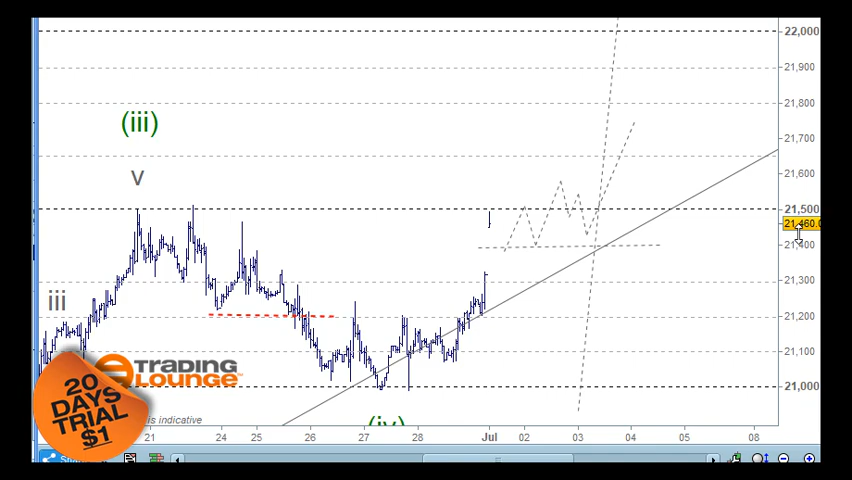 22,000
21,900
21,800
21,700
21,600
21,500
21,460.0
21,400
21,300
21,200
21,100
21,000
(iii)
v
iii
(iv)
TRADING
LOUNGE™
20
DAYS
TRIAL
$1
is indicative
21 24 25 26 27 28 Jul 02 03 04 05 08